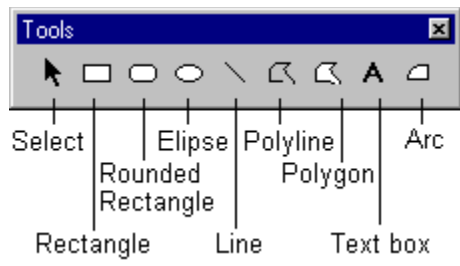 Tools
Select
Elipse
Polyline
Arc
Rounded
Rectangle
Polygon
Rectangle
Line
Text box